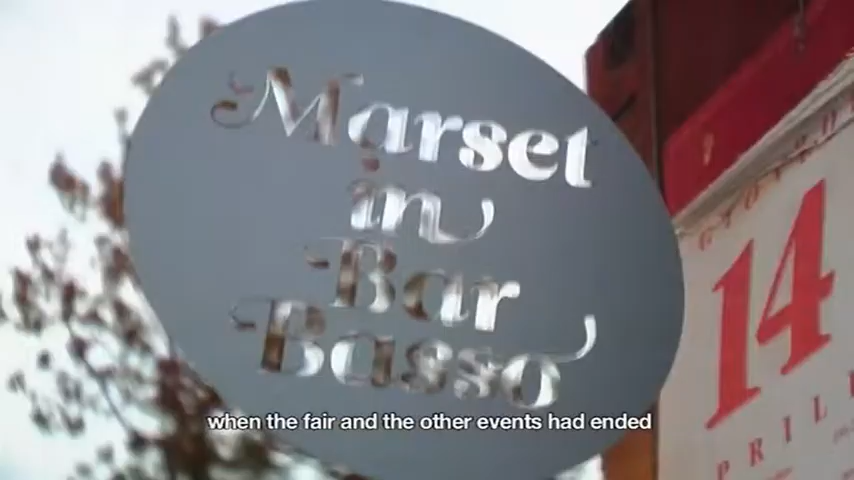 Marset
in
Bar
Basso
14
when the fair and the other events had ended